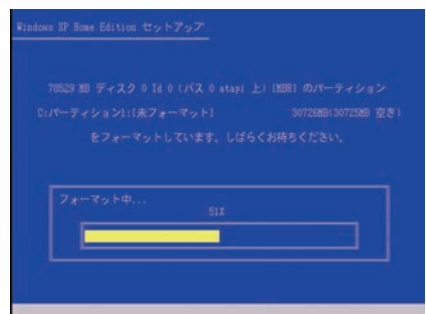 Windows XP Home Edition セットアップ
78529 MB ディスク 0 Id 0 (バス 0 atapi 上) [MBR] のパーティション
C:パーティション1:[未フォーマット] 30726MB(30725MB 空き)
をフォーマットしています。しばらくお待ちください。
フォーマット中...
51%